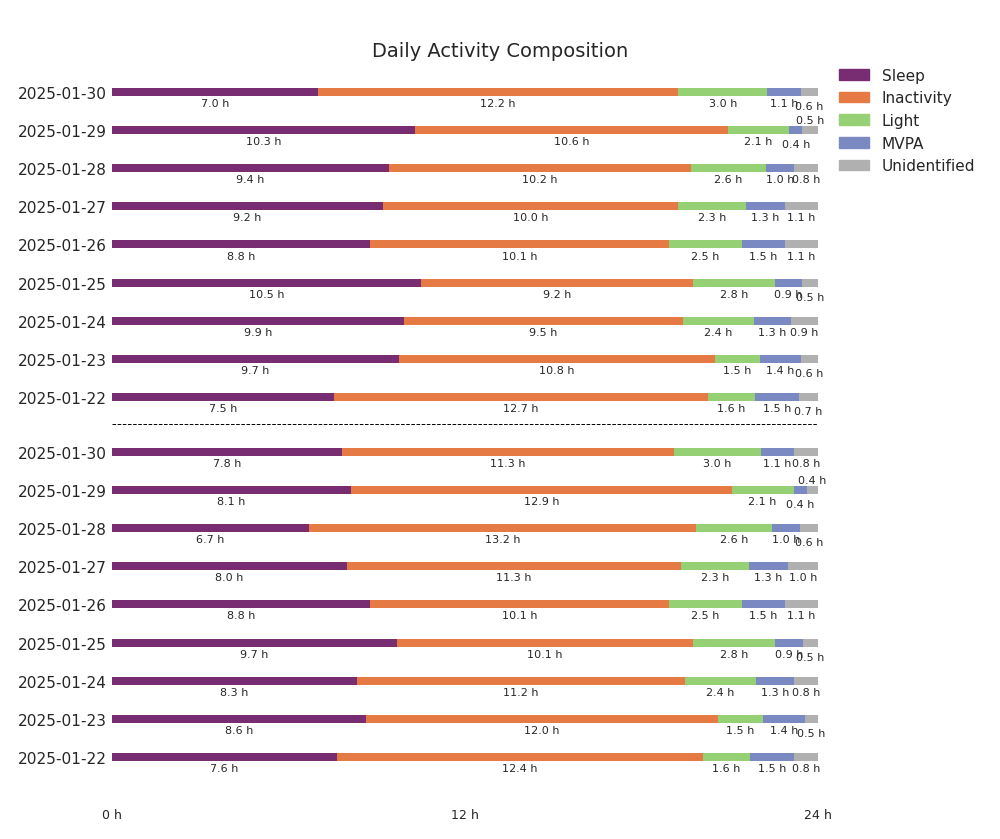 Daily Activity Composition
Sleep
Inactivity
Light
MVPA
Unidentified
2025-01-30
7.0 h 12.2 h 3.0 h 1.1 h 0.6 h
2025-01-29
10.3 h 10.6 h 2.1 h 0.4 h 0.5 h
2025-01-28
9.4 h 10.2 h 2.6 h 1.0 h 0.8 h
2025-01-27
9.2 h 10.0 h 2.3 h 1.3 h 1.1 h
2025-01-26
8.8 h 10.1 h 2.5 h 1.5 h 1.1 h
2025-01-25
10.5 h 9.2 h 2.8 h 0.9 h 0.5 h
2025-01-24
9.9 h 9.5 h 2.4 h 1.3 h 0.9 h
2025-01-23
9.7 h 10.8 h 1.5 h 1.4 h 0.6 h
2025-01-22
7.5 h 12.7 h 1.6 h 1.5 h 0.7 h
2025-01-30
7.8 h 11.3 h 3.0 h 1.1 h 0.8 h
2025-01-29
8.1 h 12.9 h 2.1 h 0.4 h 0.4 h
2025-01-28
6.7 h 13.2 h 2.6 h 1.0 h 0.6 h
2025-01-27
8.0 h 11.3 h 2.3 h 1.3 h 1.0 h
2025-01-26
8.8 h 10.1 h 2.5 h 1.5 h 1.1 h
2025-01-25
9.7 h 10.1 h 2.8 h 0.9 h 0.5 h
2025-01-24
8.3 h 11.2 h 2.4 h 1.3 h 0.8 h
2025-01-23
8.6 h 12.0 h 1.5 h 1.4 h 0.5 h
2025-01-22
7.6 h 12.4 h 1.6 h 1.5 h 0.8 h
0 h 12 h 24 h